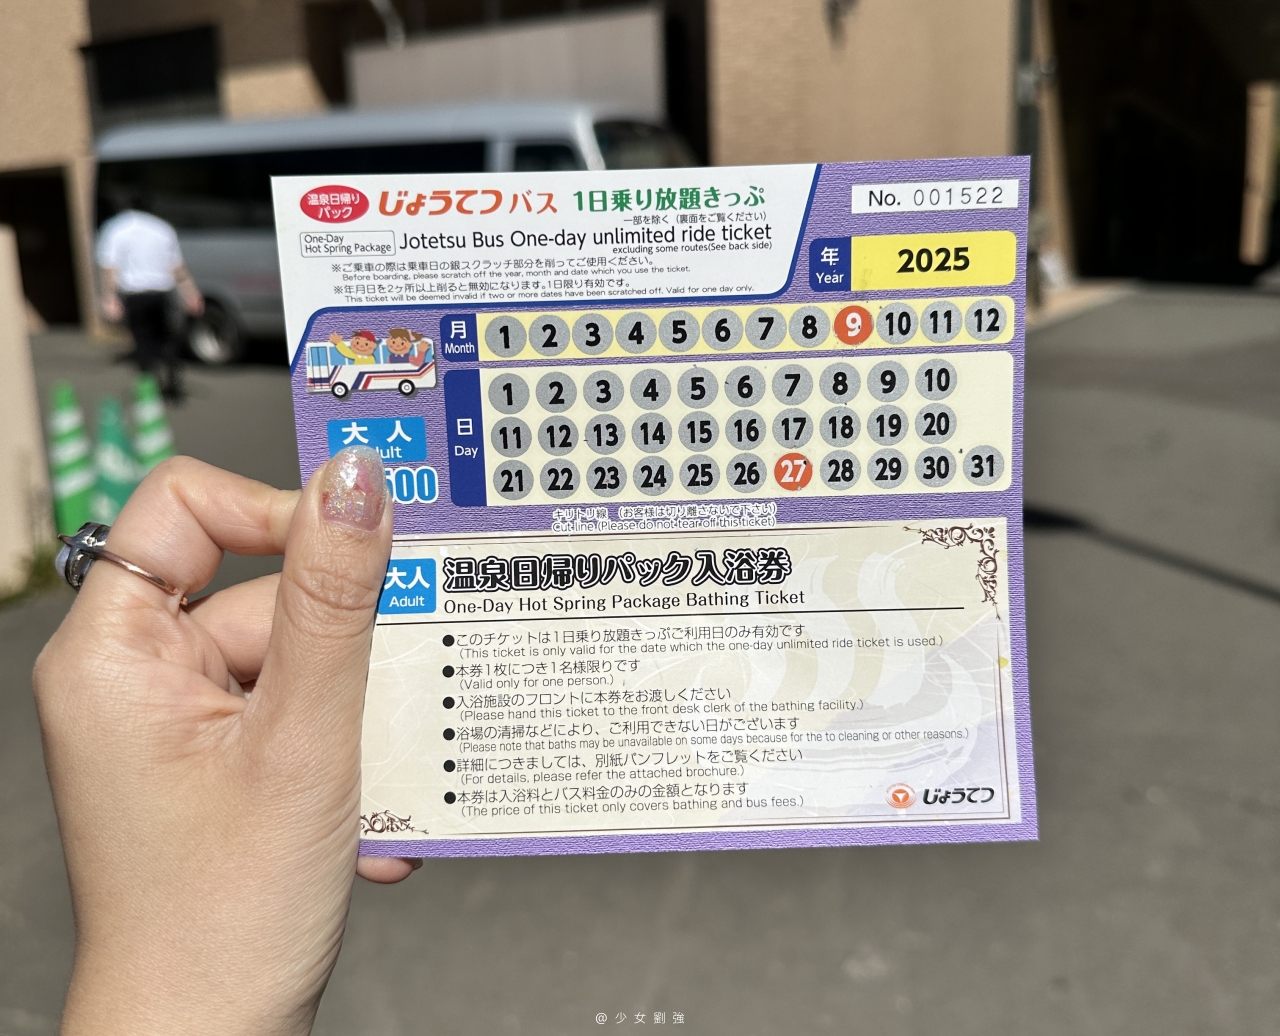 温泉日帰り
パック
じょうてつバス 1日乗り放題きっぷ
一部を除く (裏面をご覧ください)
One-Day
Hot Spring Package
Jotetsu Bus One-day unlimited ride ticket
excluding some routes(See back side)
※ご乗車の際は乗車日の銀スクラッチ部分を削ってご使用ください。
Before boarding, please scratch off the year, month and date which you use the ticket.
※年月日を2ヶ所以上削ると無効になります。1日限り有効です。
This ticket will be deemed invalid if two or more dates have been scratched off. Valid for one day only.
No. 001522
年
Year
2025
月
Month
1 2 3 4 5 6 7 8 9 10 11 12
日
Day
1 2 3 4 5 6 7 8 9 10
11 12 13 14 15 16 17 18 19 20
21 22 23 24 25 26 27 28 29 30 31
大人
キリトリ線 (お客様は切り離さないで下さい)
Cut line (Please do not tear off this ticket)
大人
Adult
温泉日帰りパック入浴券
One-Day Hot Spring Package Bathing Ticket
●このチケットは1日乗り放題きっぷご利用日のみ有効です
(This ticket is only valid for the date which the one-day unlimited ride ticket is used.)
●本券1枚につき1名様限りです
(Valid only for one person.)
●入浴施設のフロントに本券をお渡しください
(Please hand this ticket to the front desk clerk of the bathing facility.)
●浴場の清掃などにより、ご利用できない日がございます
(Please note that baths may be unavailable on some days because for the to cleaning or other reasons.)
●詳細につきましては、別紙パンフレットをご覧ください
(For details, please refer the attached brochure.)
●本券は入浴料とバス料金のみの金額となります
(The price of this ticket only covers bathing and bus fees.)
じょうてつ
@少女劉強